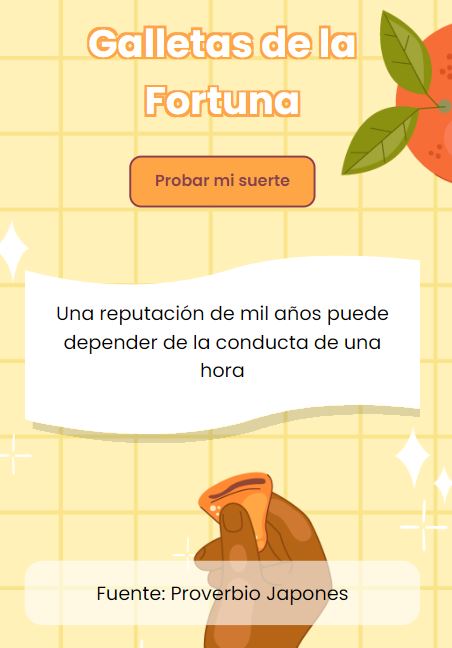 Galletas de la
Fortuna
Probar mi suerte
Una reputación de mil años puede
depender de la conducta de una
hora
Fuente: Proverbio Japones